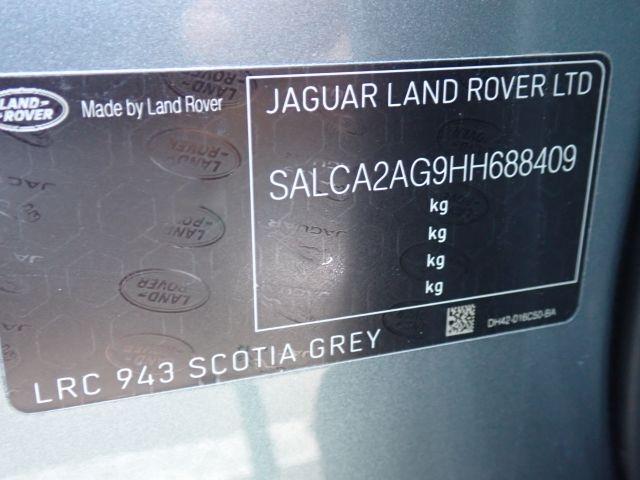 LAND-ROVER
Made by Land Rover
JAGUAR LAND ROVER LTD
SALCA2AG9HH688409
kg
kg
kg
kg
DH42-016C50-BA
LRC 943 SCOTIA GREY